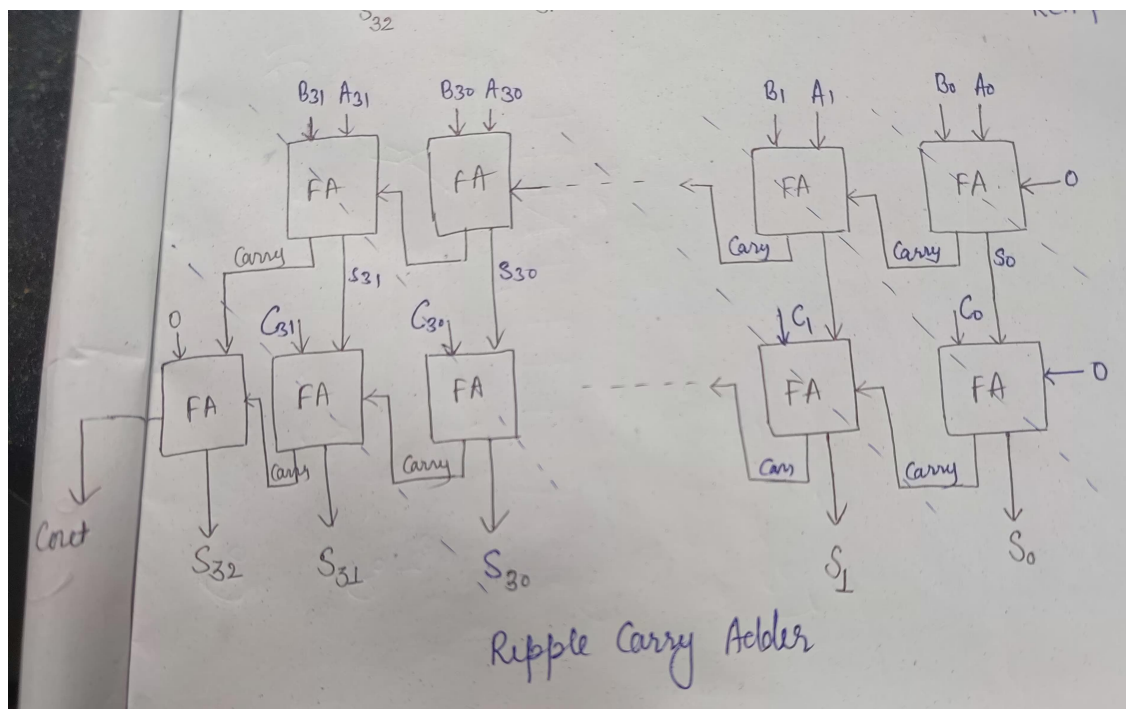 S32
B31 A31 B30 A30 B1 A1 B0 A0
FA FA FA FA 0
Carry Cary Carry
S31 S30 S0
0 C31 C30 C1 C0
FA FA FA FA FA 0
Carry Carry Carry
Cout
S32 S31 S30 S1 S0
Ripple Carry Adder